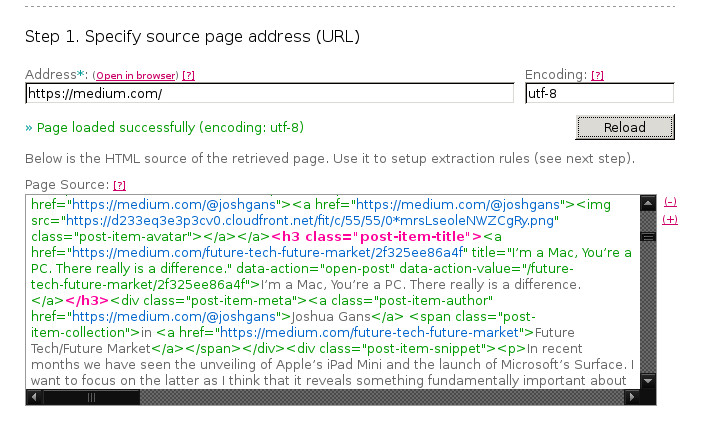 Step 1. Specify source page address (URL)
Address*: (Open in browser) [?]
Encoding: [?]
https://medium.com/
utf-8
» Page loaded successfully (encoding: utf-8)
Reload
Below is the HTML source of the retrieved page. Use it to setup extraction rules (see next step).
Page Source: [?]
href="https://medium.com/@joshgans"><a href="https://medium.com/@joshgans"><img
src="https://d233eq3e3p3cv0.cloudfront.net/fit/c/55/55/0*mrsLseoleNWZCgRy.png"
class="post-item-avatar"></a></a><h3 class="post-item-title"><a
href="https://medium.com/future-tech-future-market/2f325ee86a4f" title="I’m a Mac, You’re a
PC. There really is a difference." data-action="open-post" data-action-value="/future-
tech-future-market/2f325ee86a4f">I’m a Mac, You’re a PC. There really is a difference.
</a></h3><div class="post-item-meta"><a class="post-item-author"
href="https://medium.com/@joshgans">Joshua Gans</a> <span class="post-
item-collection">in <a href="https://medium.com/future-tech-future-market">Future
Tech/Future Market</a></span></div><div class="post-item-snippet"><p>In recent
months we have seen the unveiling of Apple’s iPad Mini and the launch of Microsoft’s Surface. I
want to focus on the latter as I think that it reveals something fundamentally important about
(–)
(+)